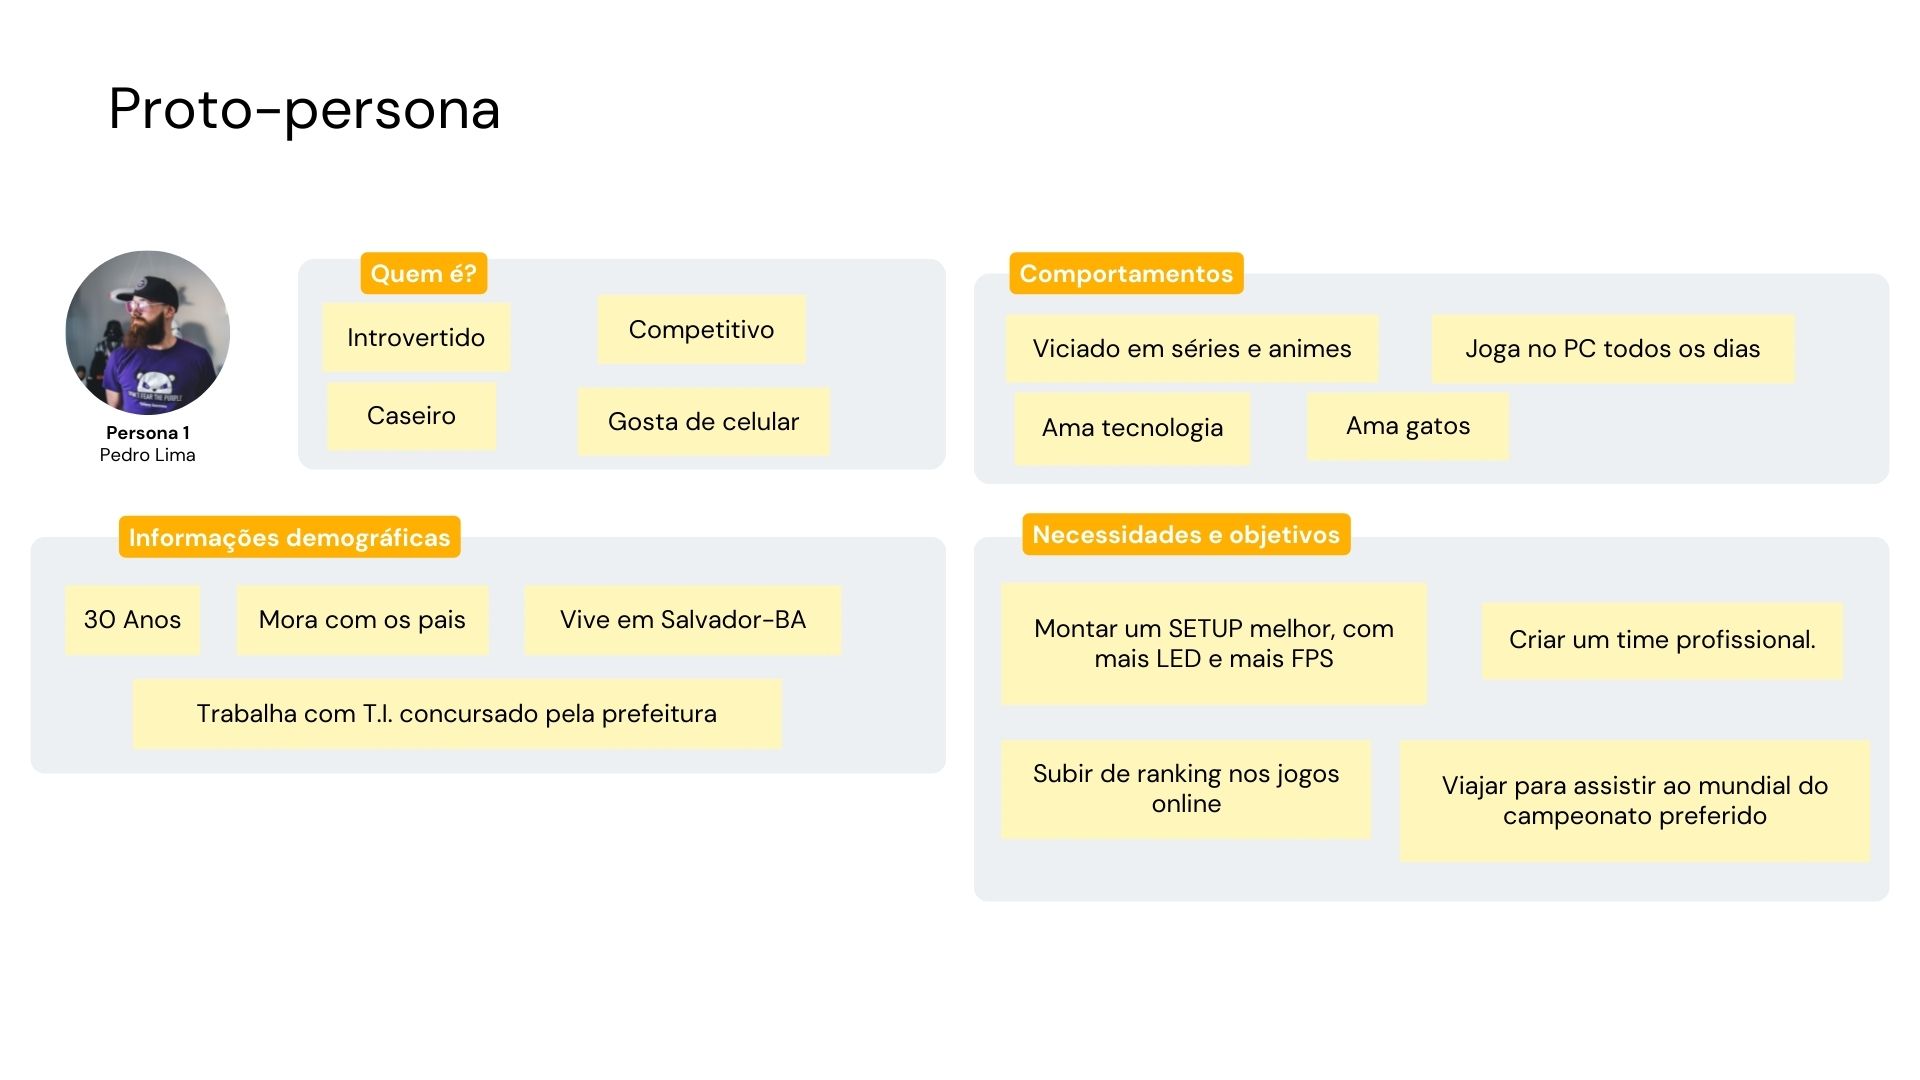 Proto-persona
Persona 1
Pedro Lima
Quem é?
Introvertido
Competitivo
Caseiro
Gosta de celular
Comportamentos
Viciado em séries e animes
Joga no PC todos os dias
Ama tecnologia
Ama gatos
Informações demográficas
30 Anos
Mora com os pais
Vive em Salvador-BA
Trabalha com T.I. concursado pela prefeitura
Necessidades e objetivos
Montar um SETUP melhor, com
mais LED e mais FPS
Criar um time profissional.
Subir de ranking nos jogos
online
Viajar para assistir ao mundial do
campeonato preferido